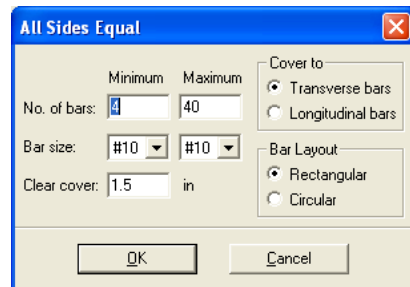 All Sides Equal
Minimum Maximum
No. of bars: 4 40
Bar size: #10 #10
Clear cover: 1.5 in
Cover to
Transverse bars
Longitudinal bars
Bar Layout
Rectangular
Circular
OK Cancel